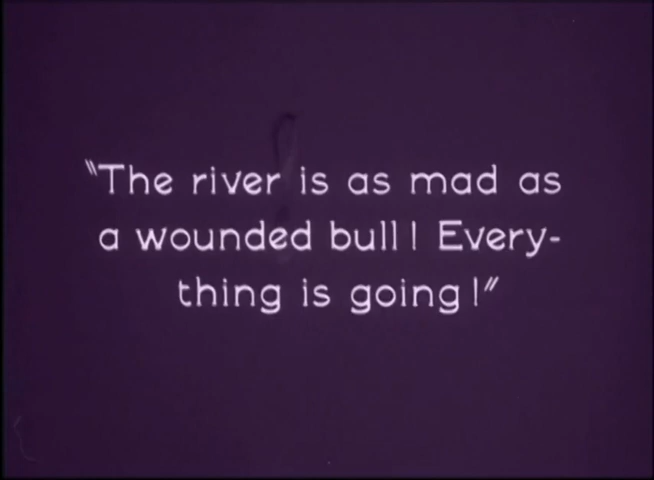 "The river is as mad as
a wounded bull! Every-
thing is going!"